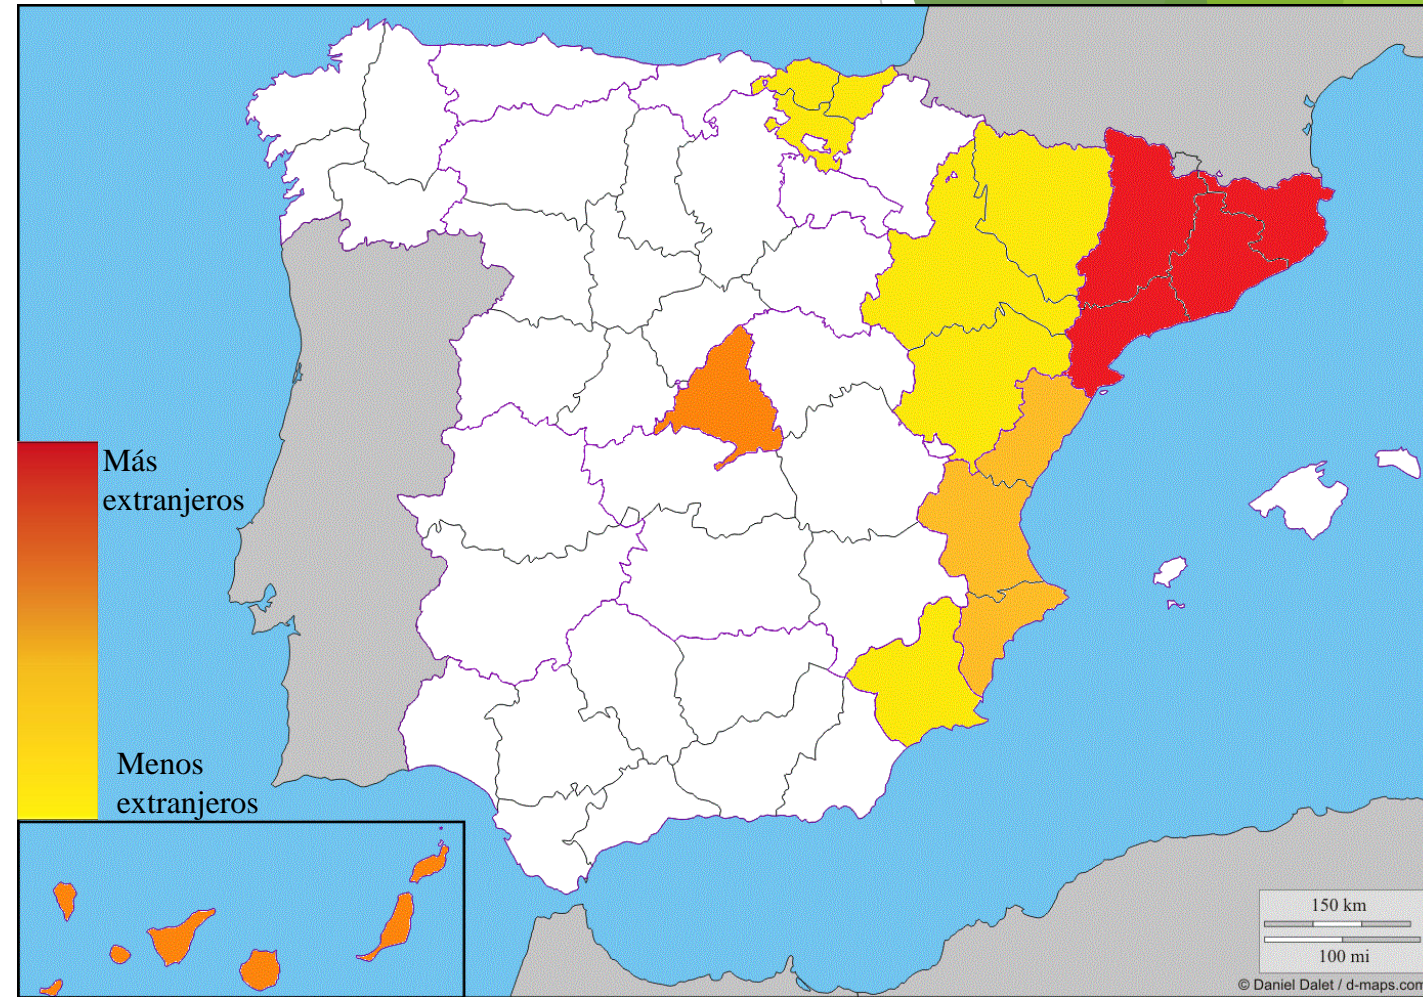 Más
extranjeros
Menos
extranjeros
150 km
100 mi
© Daniel Dalet / d-maps.com